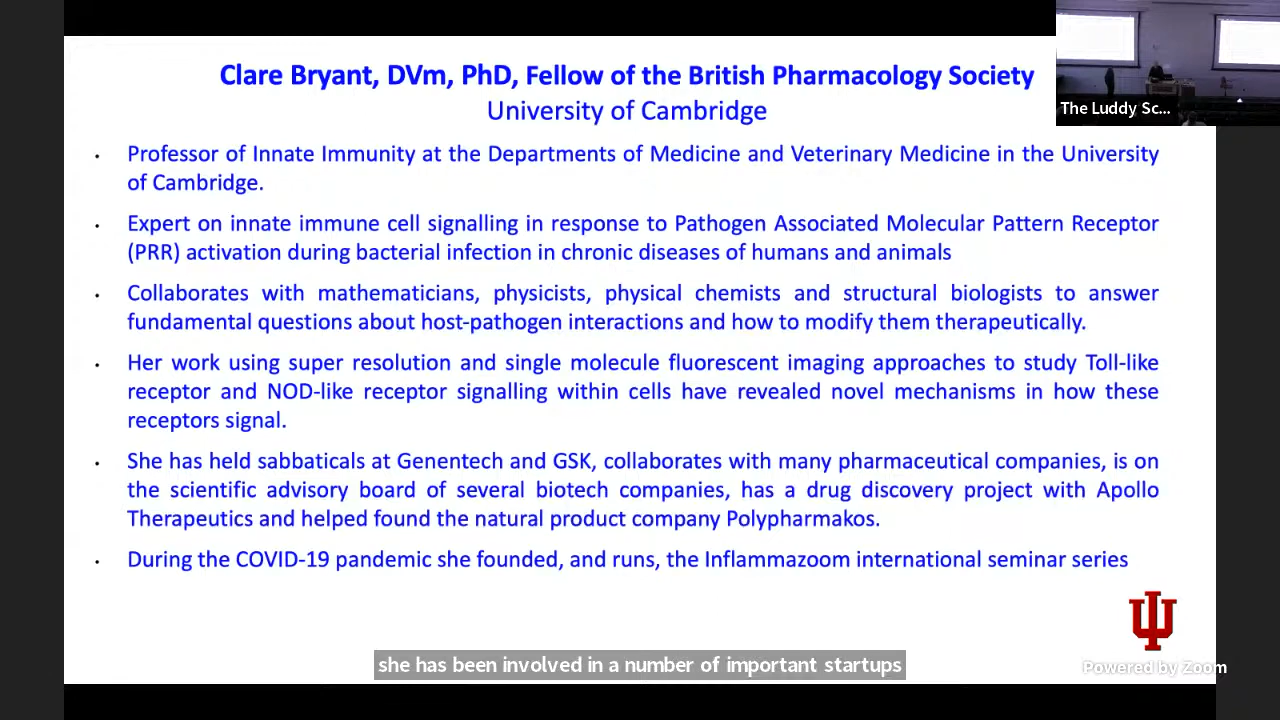 Clare Bryant, DVm, PhD, Fellow of the British Pharmacology Society
University of Cambridge
The Luddy Sc...
• Professor of Innate Immunity at the Departments of Medicine and Veterinary Medicine in the University
of Cambridge.
• Expert on innate immune cell signalling in response to Pathogen Associated Molecular Pattern Receptor
(PRR) activation during bacterial infection in chronic diseases of humans and animals
• Collaborates with mathematicians, physicists, physical chemists and structural biologists to answer
fundamental questions about host-pathogen interactions and how to modify them therapeutically.
• Her work using super resolution and single molecule fluorescent imaging approaches to study Toll-like
receptor and NOD-like receptor signalling within cells have revealed novel mechanisms in how these
receptors signal.
• She has held sabbaticals at Genentech and GSK, collaborates with many pharmaceutical companies, is on
the scientific advisory board of several biotech companies, has a drug discovery project with Apollo
Therapeutics and helped found the natural product company Polypharmakos.
• During the COVID-19 pandemic she founded, and runs, the Inflammazoom international seminar series
she has been involved in a number of important startups
Powered by Zoom